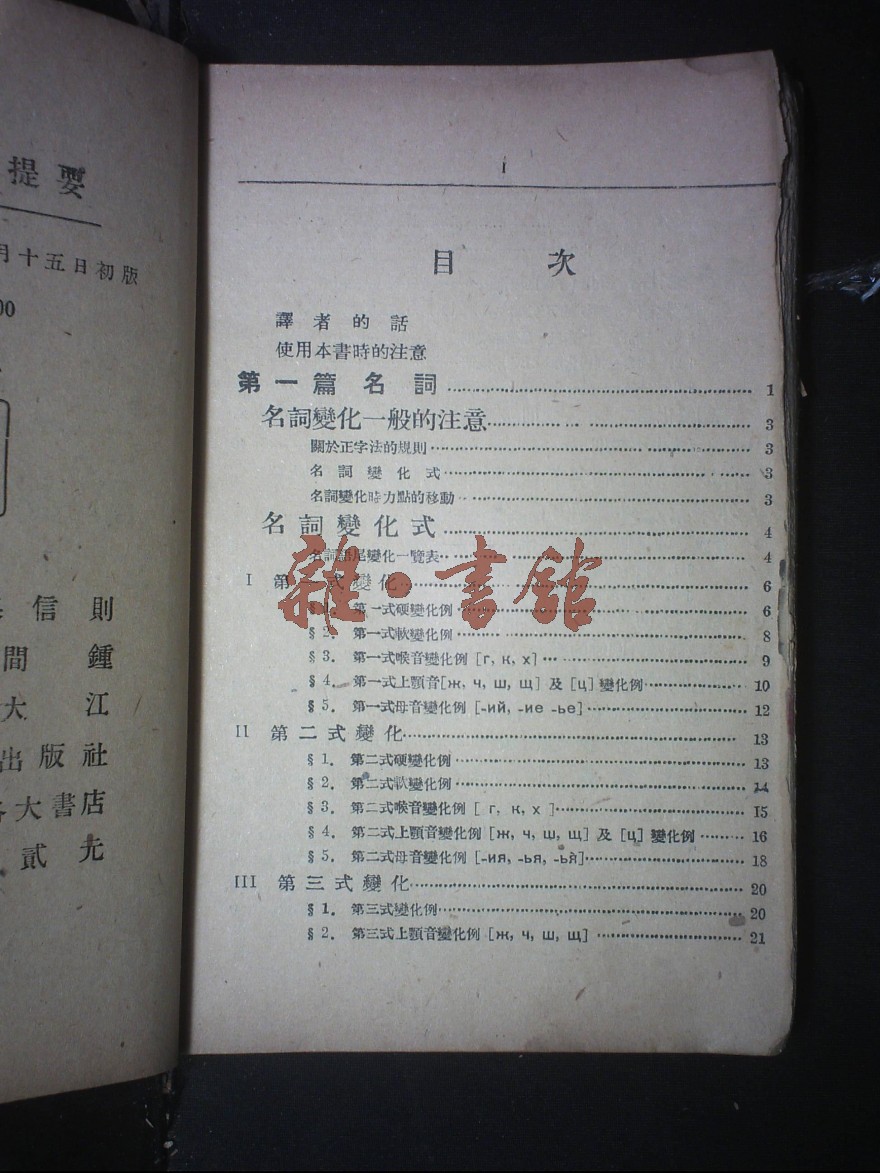 提要
月十五日初版
00
信則
間鍾
大江
出版社
各大書店
貳元
i
目 次
譯者的話
使用本書時的注意
第一篇 名詞 1
名詞變化一般的注意 3
關於正字法的規則 3
名詞變化式 3
名詞變化時力點的移動 3
名詞變化式 4
名詞語尾變化一覽表 4
I 第一式變化 6
§ 1. 第一式硬變化例 6
§ 2. 第一式軟變化例 8
§ 3. 第一式喉音變化例 [г, к, х] 9
§ 4. 第一式上顎音[ж, ч, ш, щ] 及 [ц] 變化例 10
§ 5. 第一式母音變化例 [-ий, -ие -ье] 12
II 第二式變化 13
§ 1. 第二式硬變化例 13
§ 2. 第二式軟變化例 14
§ 3. 第二式喉音變化例 [г, к, х] 15
§ 4. 第二式上顎音變化例 [ж, ч, ш, щ] 及 [ц] 變化例 16
§ 5. 第二式母音變化例 [-ия, -ья, -ья] 18
III 第三式變化 20
§ 1. 第三式變化例 20
§ 2. 第三式上顎音變化例 [ж, ч, ш, щ] 21
雜·書館